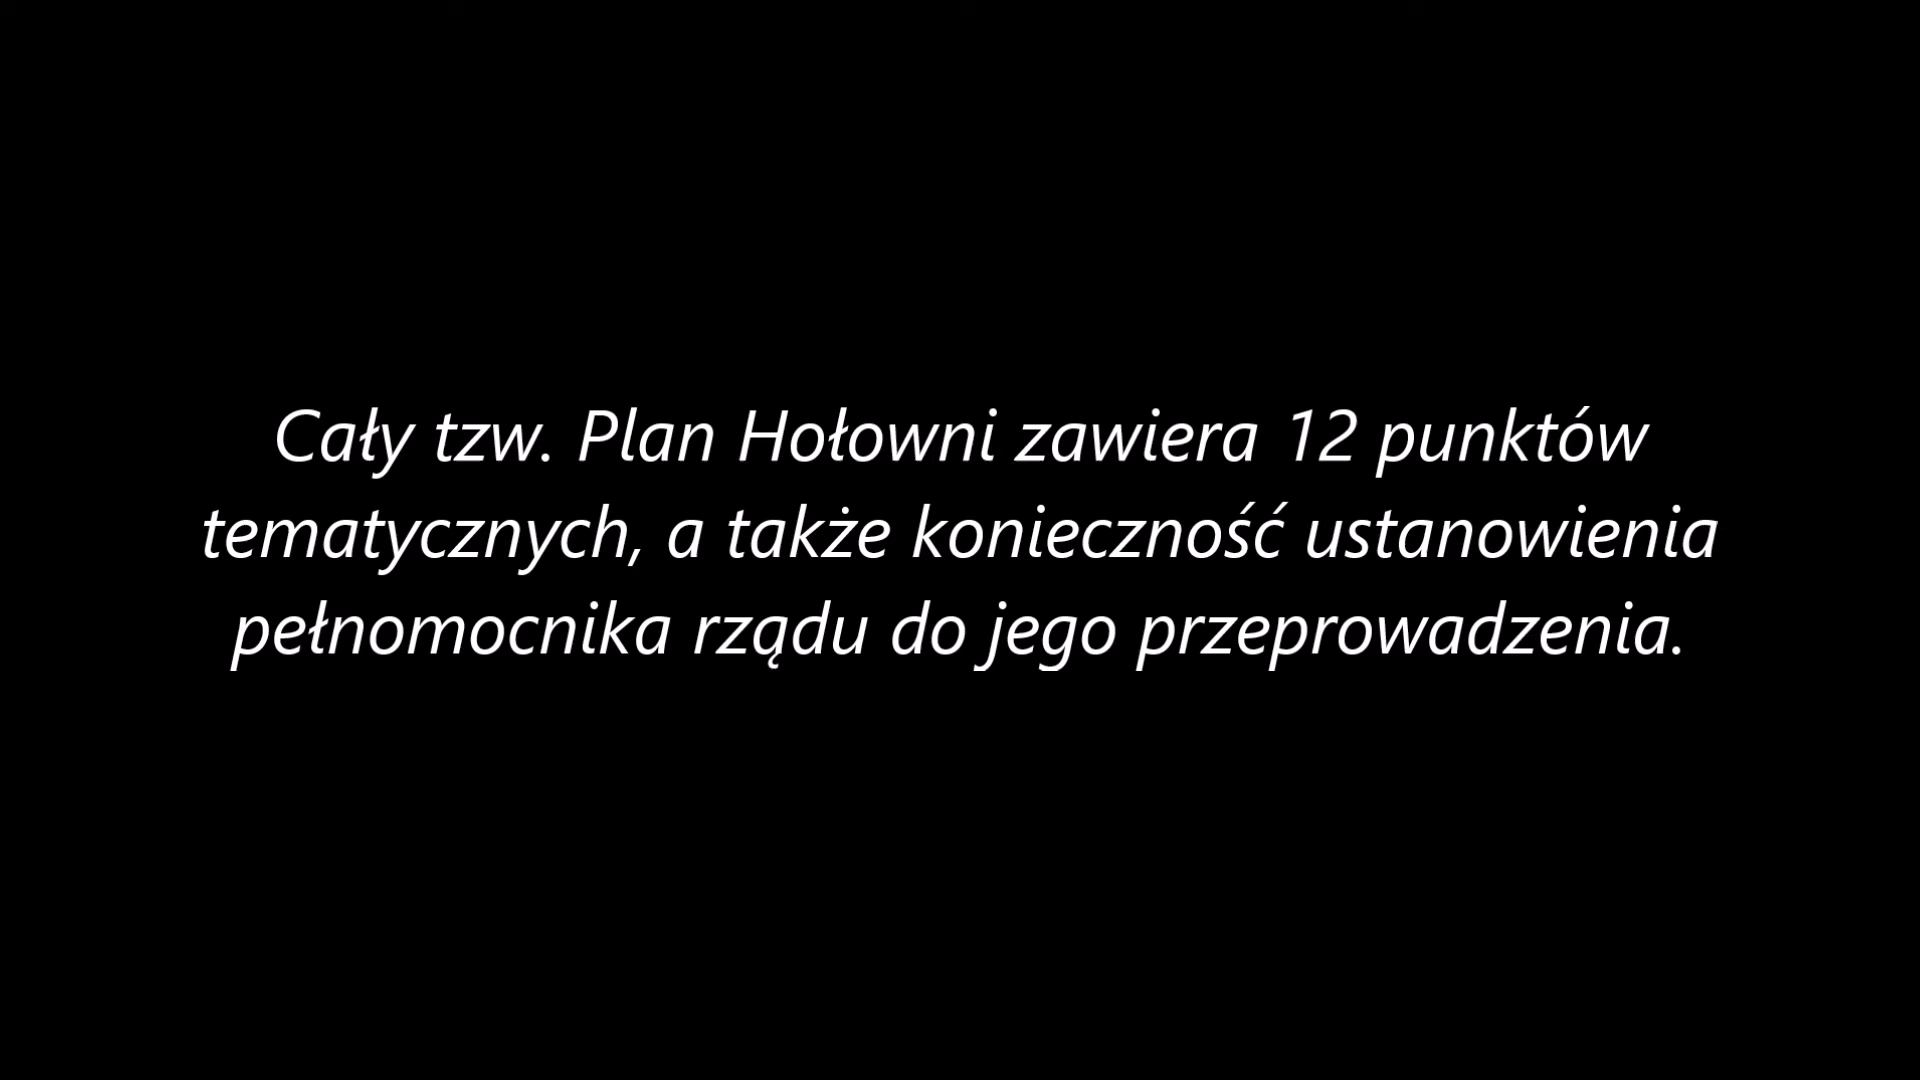 Cały tzw. Plan Hołowni zawiera 12 punktów
tematycznych, a także konieczność ustanowienia
pełnomocnika rządu do jego przeprowadzenia.